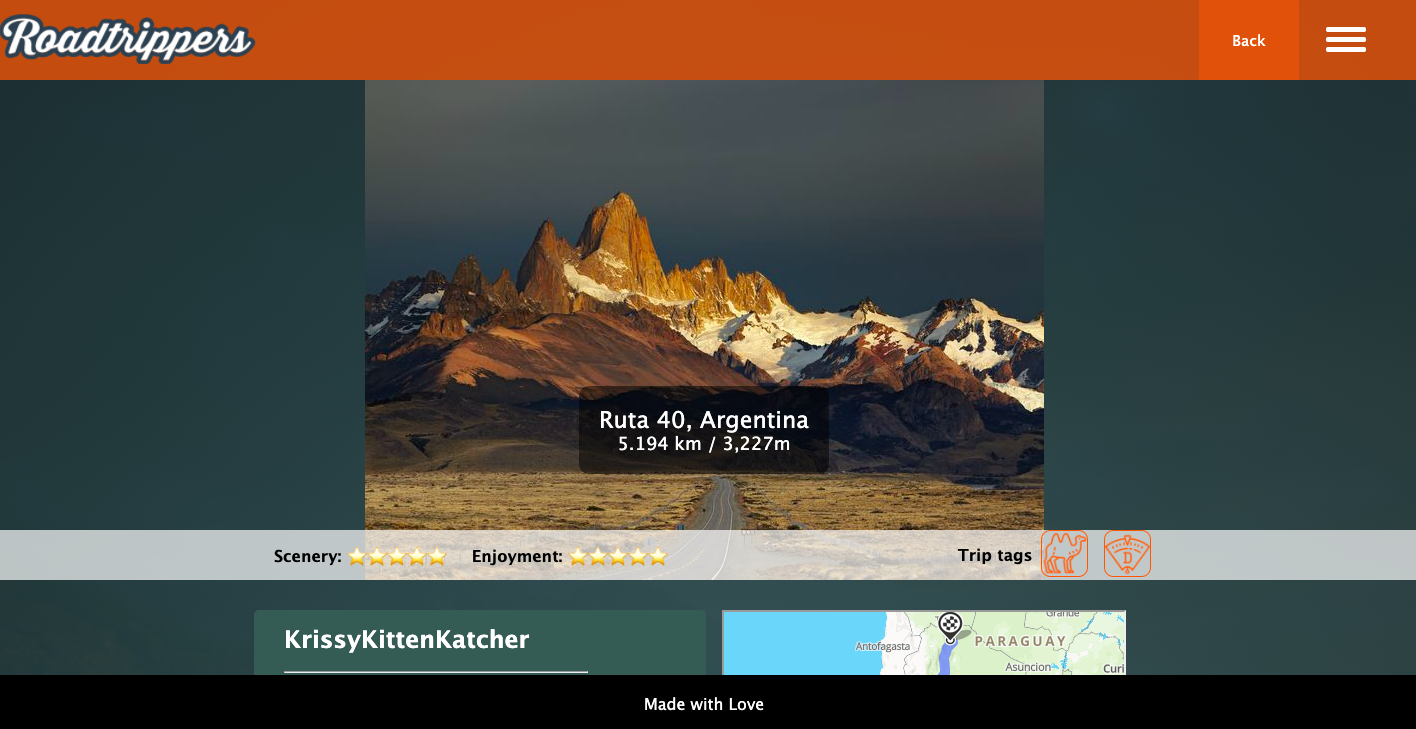 Roadtrippers
Back
Ruta 40, Argentina
5.194 km / 3,227m
Scenery:
Enjoyment:
Trip tags
D
KrissyKittenKatcher
Grande
Antofagasta
PARAGUAY
Asuncion
Curi
Made with Love